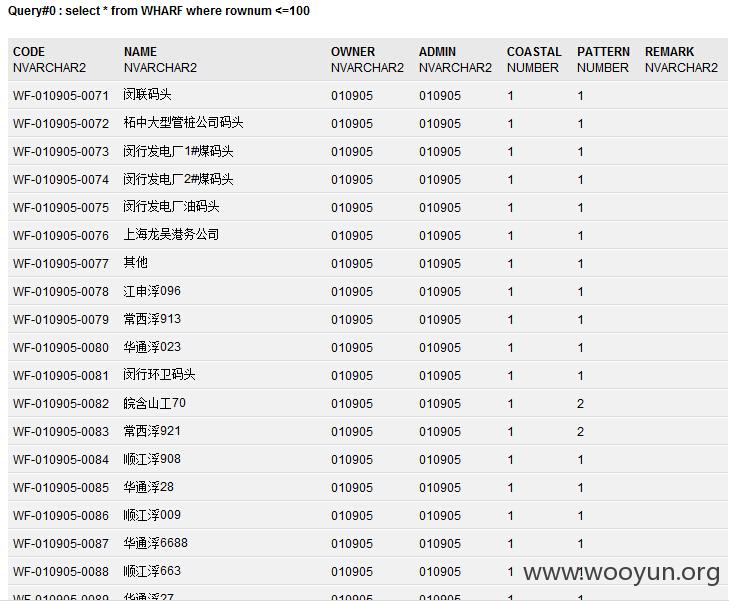 Query#0 : select * from WHARF where rownum <=100
CODE NAME OWNER ADMIN COASTAL PATTERN REMARK
NVARCHAR2 NVARCHAR2 NVARCHAR2 NVARCHAR2 NUMBER NUMBER NVARCHAR2
WF-010905-0071 闵联码头 010905 010905 1 1
WF-010905-0072 柘中大型管桩公司码头 010905 010905 1 1
WF-010905-0073 闵行发电厂1#煤码头 010905 010905 1 1
WF-010905-0074 闵行发电厂2#煤码头 010905 010905 1 1
WF-010905-0075 闵行发电厂油码头 010905 010905 1 1
WF-010905-0076 上海龙吴港务公司 010905 010905 1 1
WF-010905-0077 其他 010905 010905 1 1
WF-010905-0078 江申浮096 010905 010905 1 1
WF-010905-0079 常西浮913 010905 010905 1 1
WF-010905-0080 华通浮023 010905 010905 1 1
WF-010905-0081 闵行环卫码头 010905 010905 1 1
WF-010905-0082 皖含山工70 010905 010905 1 2
WF-010905-0083 常西浮921 010905 010905 1 2
WF-010905-0084 顺江浮908 010905 010905 1 1
WF-010905-0085 华通浮28 010905 010905 1 1
WF-010905-0086 顺江浮009 010905 010905 1 1
WF-010905-0087 华通浮6688 010905 010905 1 1
WF-010905-0088 顺江浮663 010905 010905 1 1
www.wooyun.org
WF-010905-0089 华通浮27 010905 010905 1 1